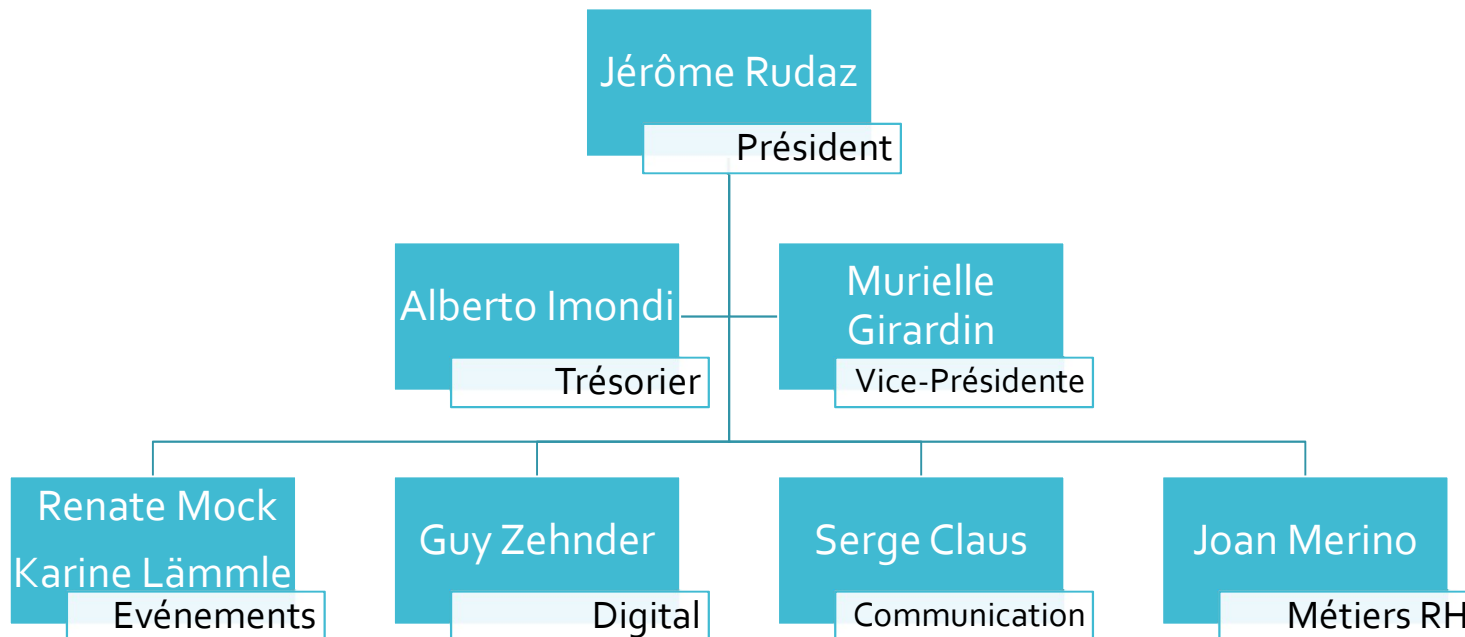 Jérôme Rudaz
Président
Alberto Imondi
Trésorier
Murielle
Girardin
Vice-Présidente
Renate Mock
Karine Lämmle
Evénements
Guy Zehnder
Digital
Serge Claus
Communication
Joan Merino
Métiers RH